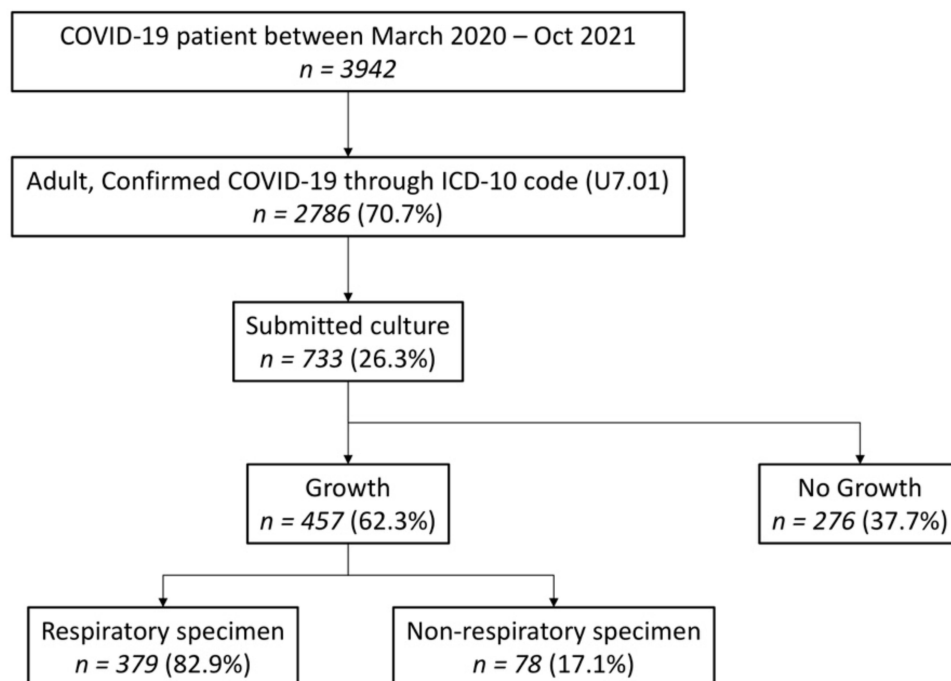 COVID-19 patient between March 2020 – Oct 2021
n = 3942
Adult, Confirmed COVID-19 through ICD-10 code (U7.01)
n = 2786 (70.7%)
Submitted culture
n = 733 (26.3%)
Growth
n = 457 (62.3%)
No Growth
n = 276 (37.7%)
Respiratory specimen
n = 379 (82.9%)
Non-respiratory specimen
n = 78 (17.1%)